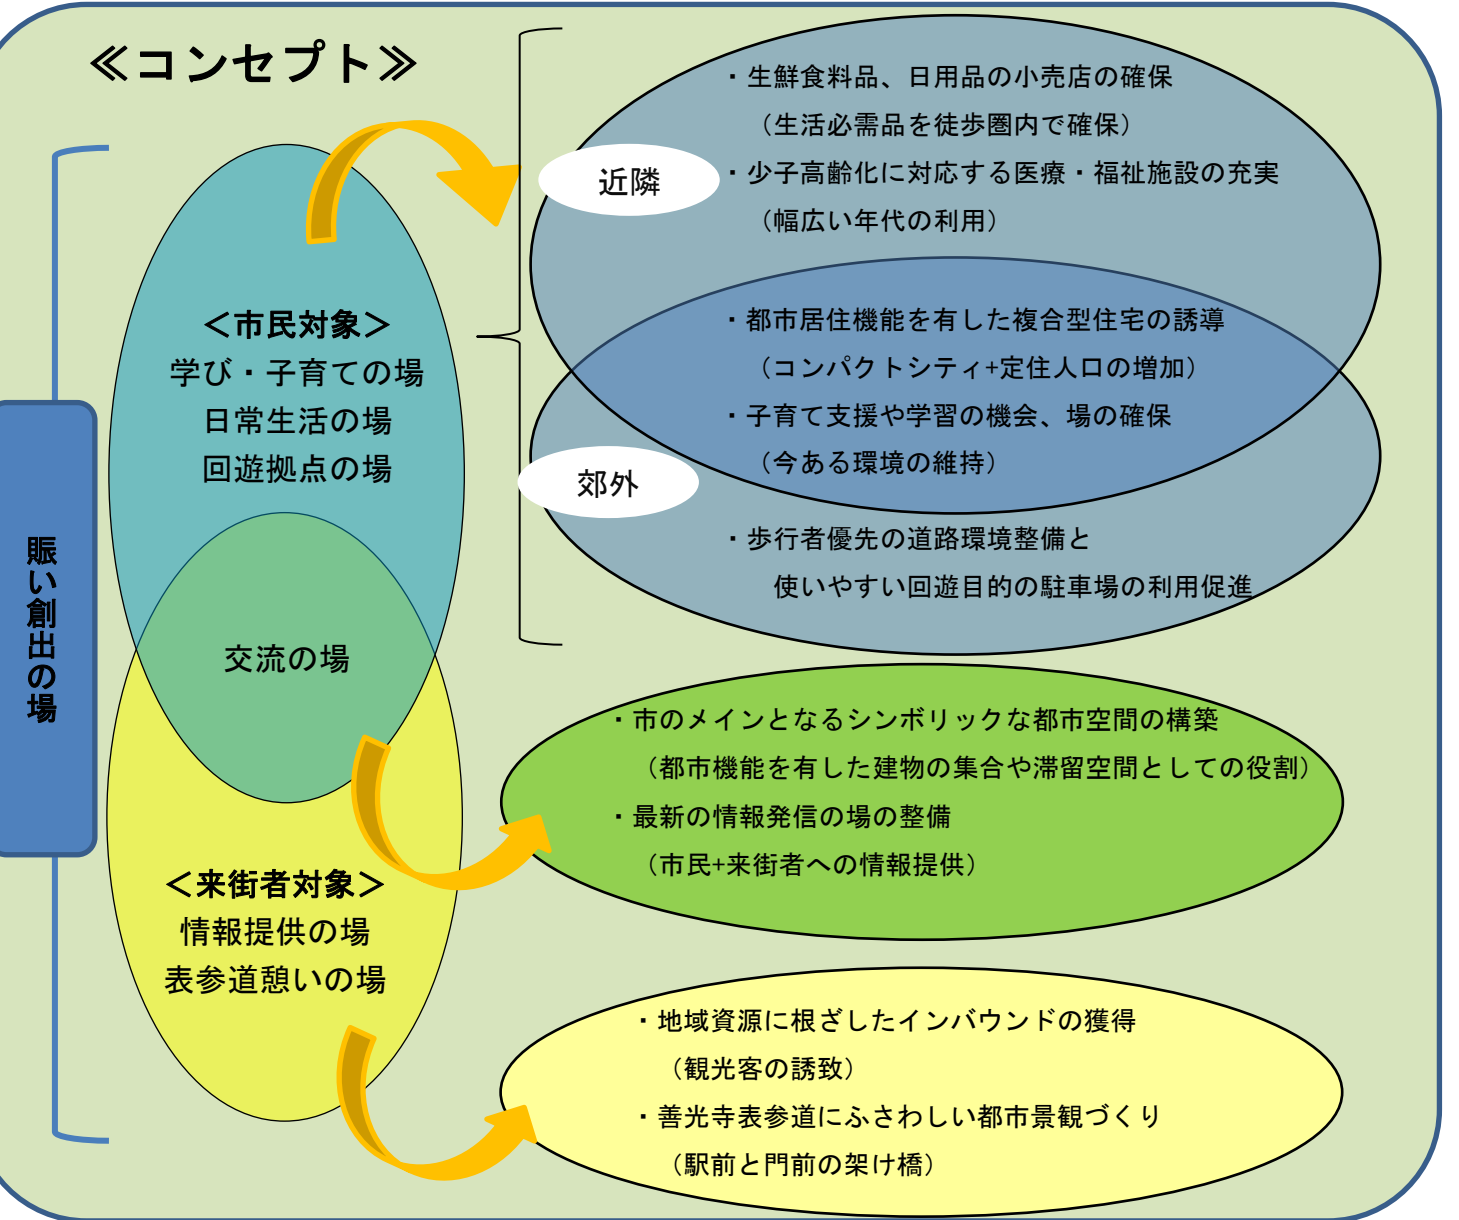 ≪コンセプト≫
賑い創出の場
＜市民対象＞
学び・子育ての場
日常生活の場
回遊拠点の場
交流の場
＜来街者対象＞
情報提供の場
表参道憩いの場
近隣
・生鮮食料品、日用品の小売店の確保
（生活必需品を徒歩圏内で確保）
・少子高齢化に対応する医療・福祉施設の充実
（幅広い年代の利用）
・都市居住機能を有した複合型住宅の誘導
（コンパクトシティ+定住人口の増加）
・子育て支援や学習の機会、場の確保
（今ある環境の維持）
郊外
・歩行者優先の道路環境整備と
使いやすい回遊目的の駐車場の利用促進
・市のメインとなるシンボリックな都市空間の構築
（都市機能を有した建物の集合や滞留空間としての役割）
・最新の情報発信の場の整備
（市民+来街者への情報提供）
・地域資源に根ざしたインバウンドの獲得
（観光客の誘致）
・善光寺表参道にふさわしい都市景観づくり
（駅前と門前の架け橋）